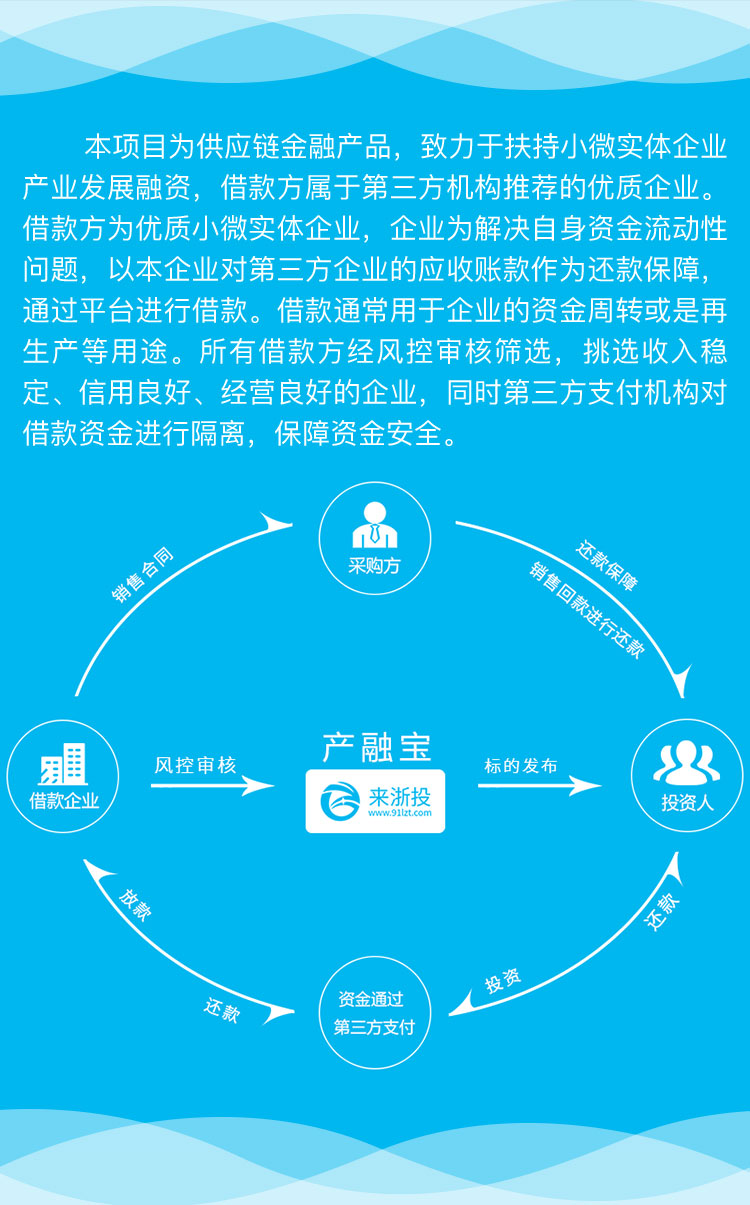 本项目为供应链金融产品，致力于扶持小微实体企业
产业发展融资，借款方属于第三方机构推荐的优质企业。
借款方为优质小微实体企业，企业为解决自身资金流动性
问题，以本企业对第三方企业的应收账款作为还款保障，
通过平台进行借款。借款通常用于企业的资金周转或是再
生产等用途。所有借款方经风控审核筛选，挑选收入稳
定、信用良好、经营良好的企业，同时第三方支付机构对
借款资金进行隔离，保障资金安全。
销售合同
采购方
还款保障
销售回款进行还款
借款企业
风控审核
产融宝
来浙投
www.91lzt.com
标的发布
投资人
放款
还款
资金通过
第三方支付
投资
还款